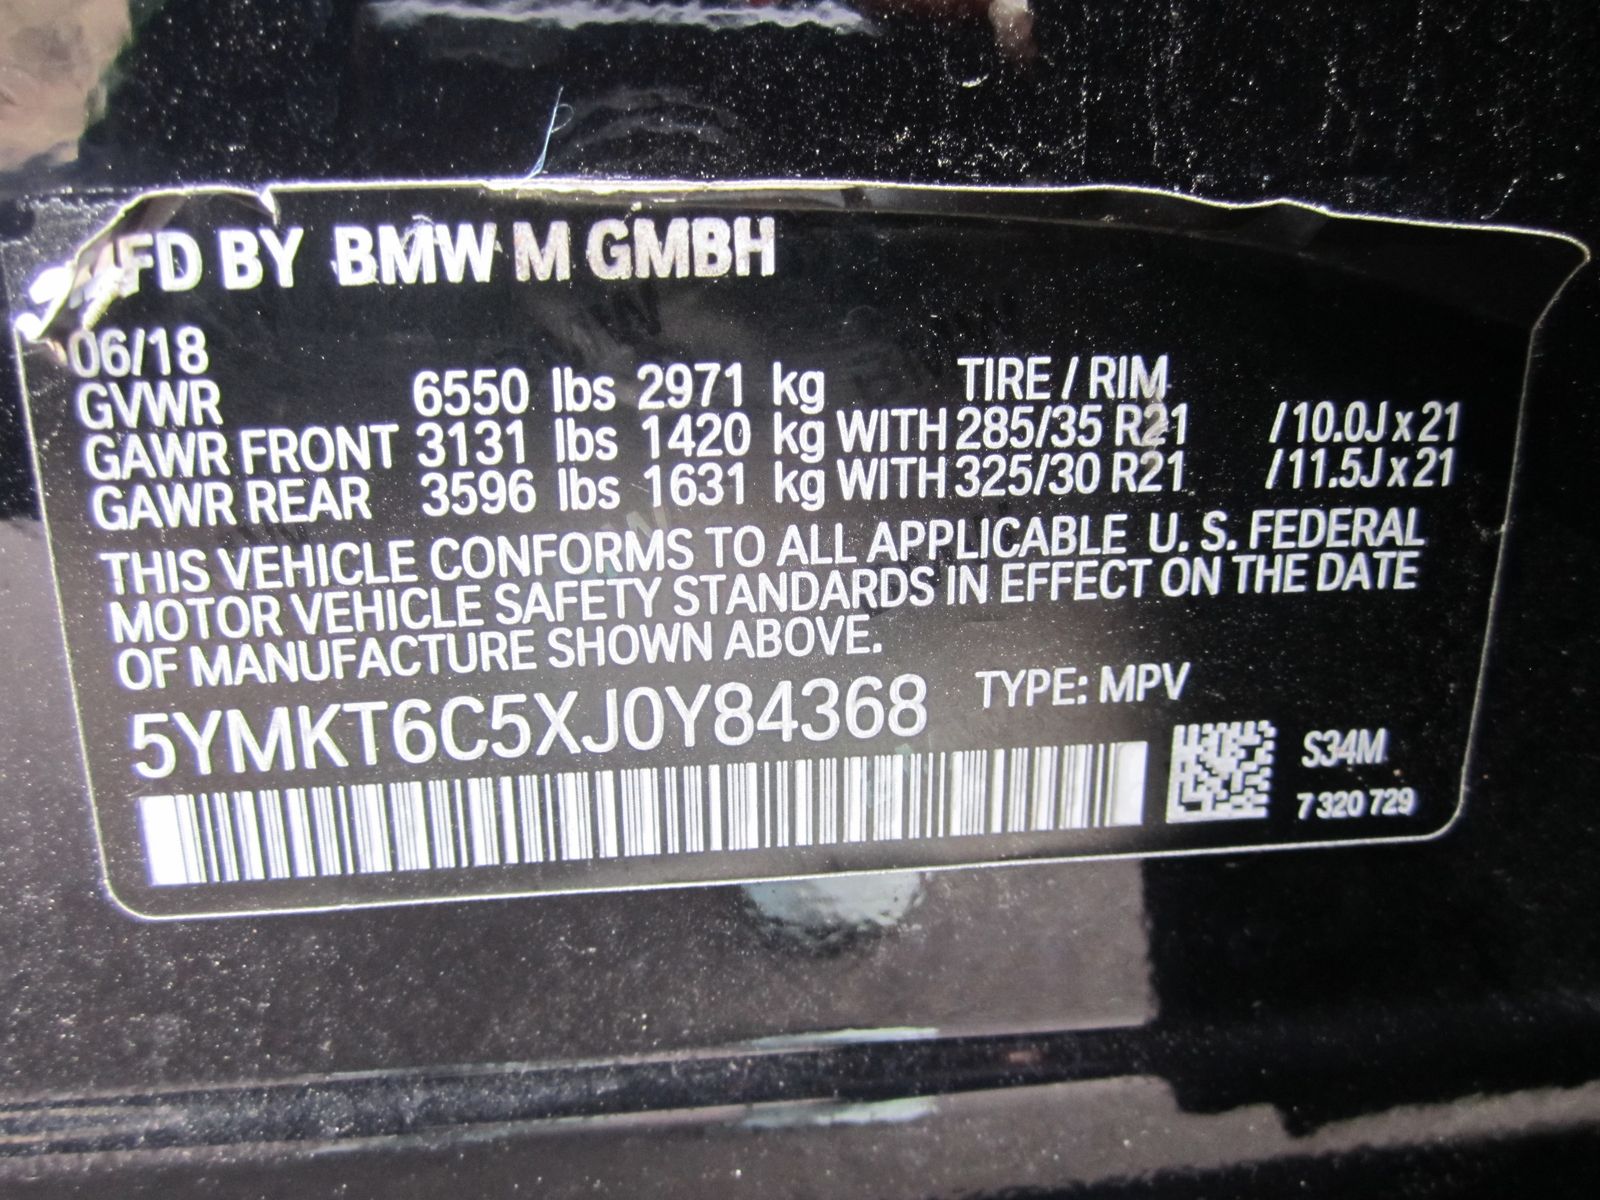 MFD BY BMW M GMBH
06/18
GVWR 6550 lbs 2971 kg TIRE / RIM
GAWR FRONT 3131 lbs 1420 kg WITH 285/35 R21 /10.0J x 21
GAWR REAR 3596 lbs 1631 kg WITH 325/30 R21 /11.5J x 21
THIS VEHICLE CONFORMS TO ALL APPLICABLE U. S. FEDERAL
MOTOR VEHICLE SAFETY STANDARDS IN EFFECT ON THE DATE
OF MANUFACTURE SHOWN ABOVE.
5YMKT6C5XJ0Y84368 TYPE: MPV
S34M
7 320 729